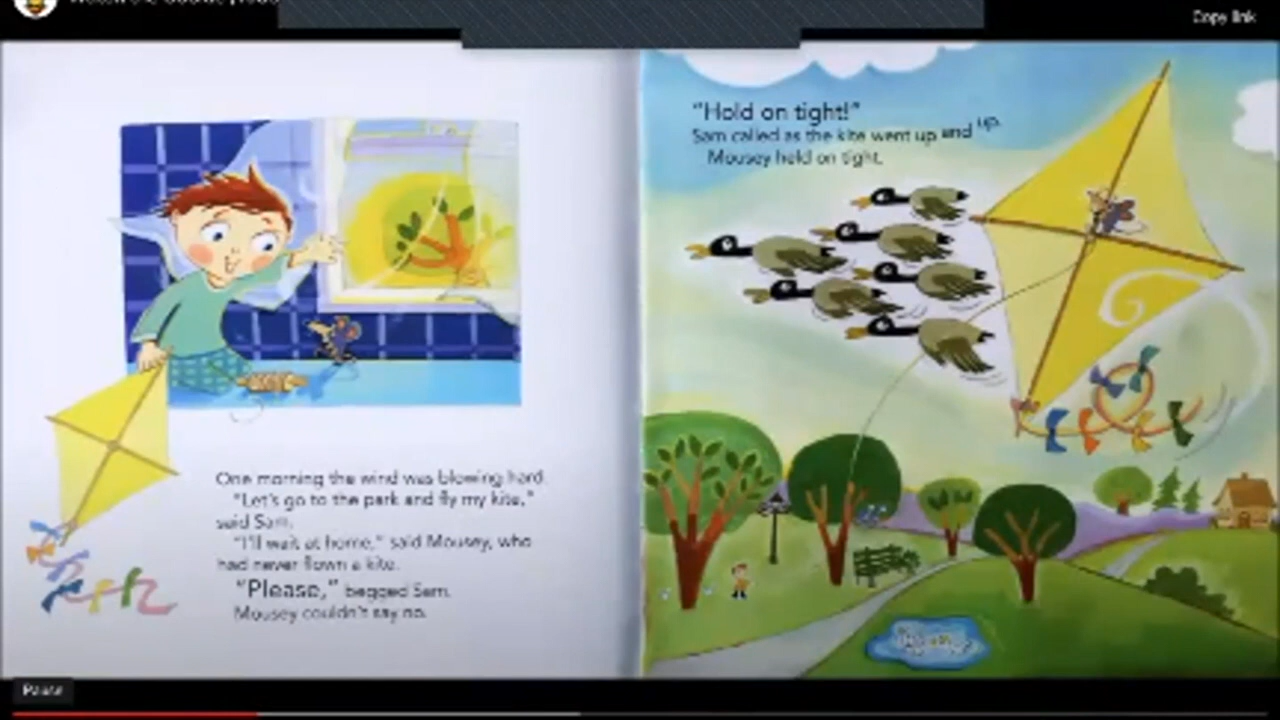 Copy link
One morning the wind was blowing hard.
"Let's go to the park and fly my kite,"
said Sam.
"I'll wait at home," said Mousey, who
had never flown a kite.
"Please," begged Sam.
Mousey couldn't say no.
"Hold on tight!"
Sam called as the kite went up and up.
Mousey held on tight.
Pause